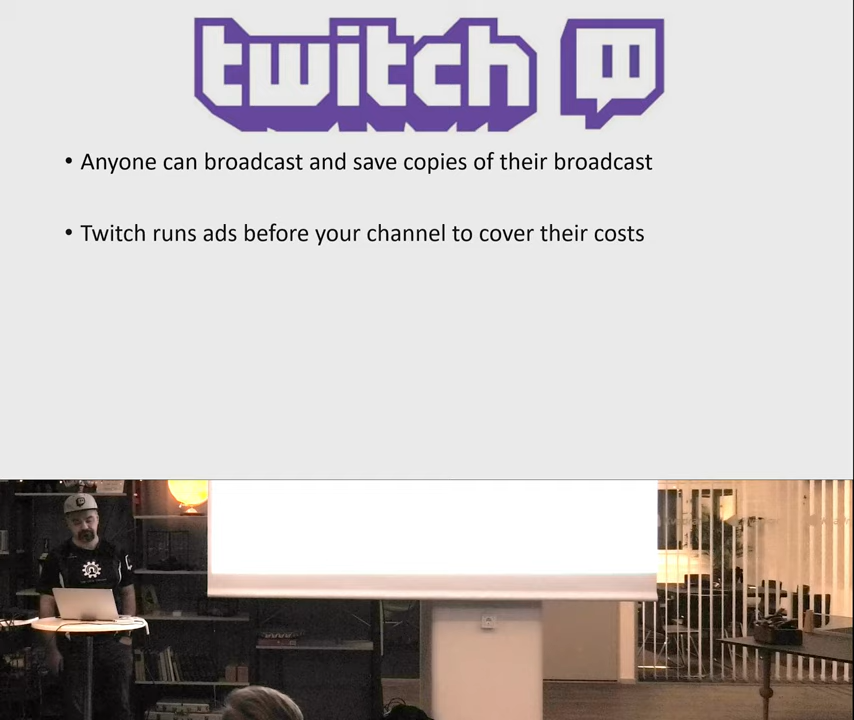 twitch
• Anyone can broadcast and save copies of their broadcast
• Twitch runs ads before your channel to cover their costs